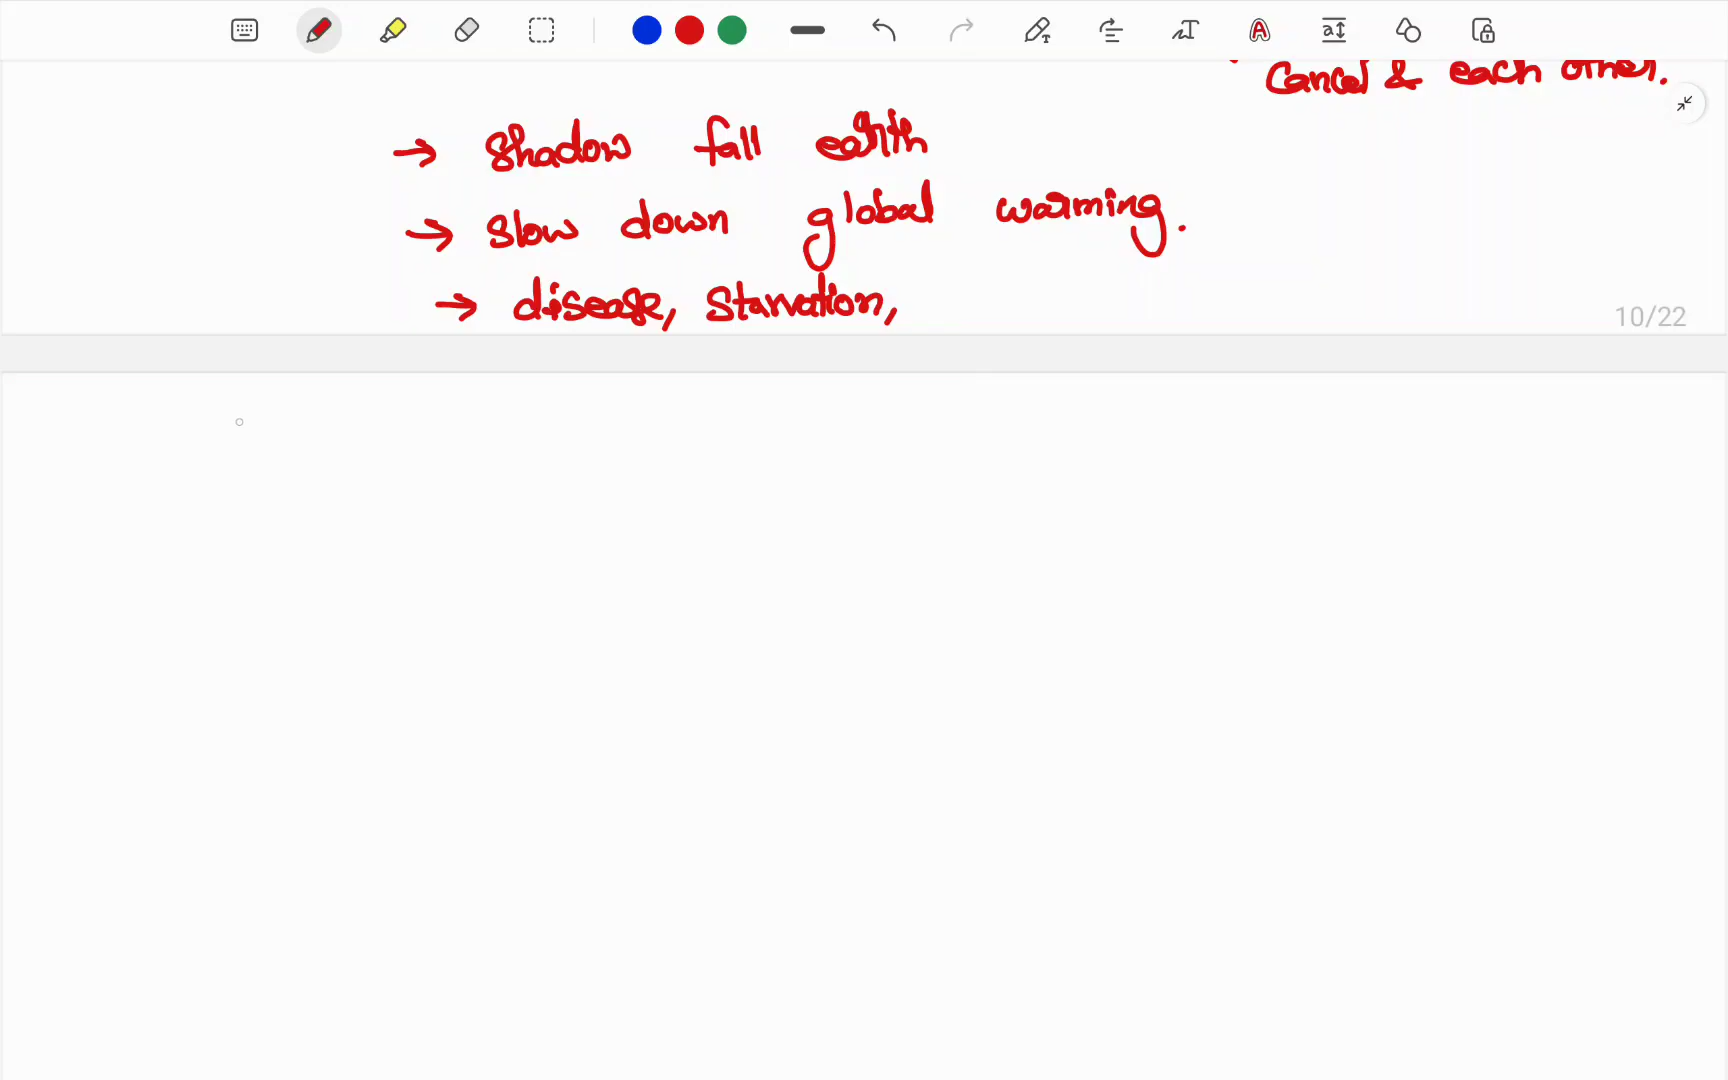 Cancel & each other.
→ Shadow fall earth
→ Slow down global warming.
→ disease, Starvation,
10/22